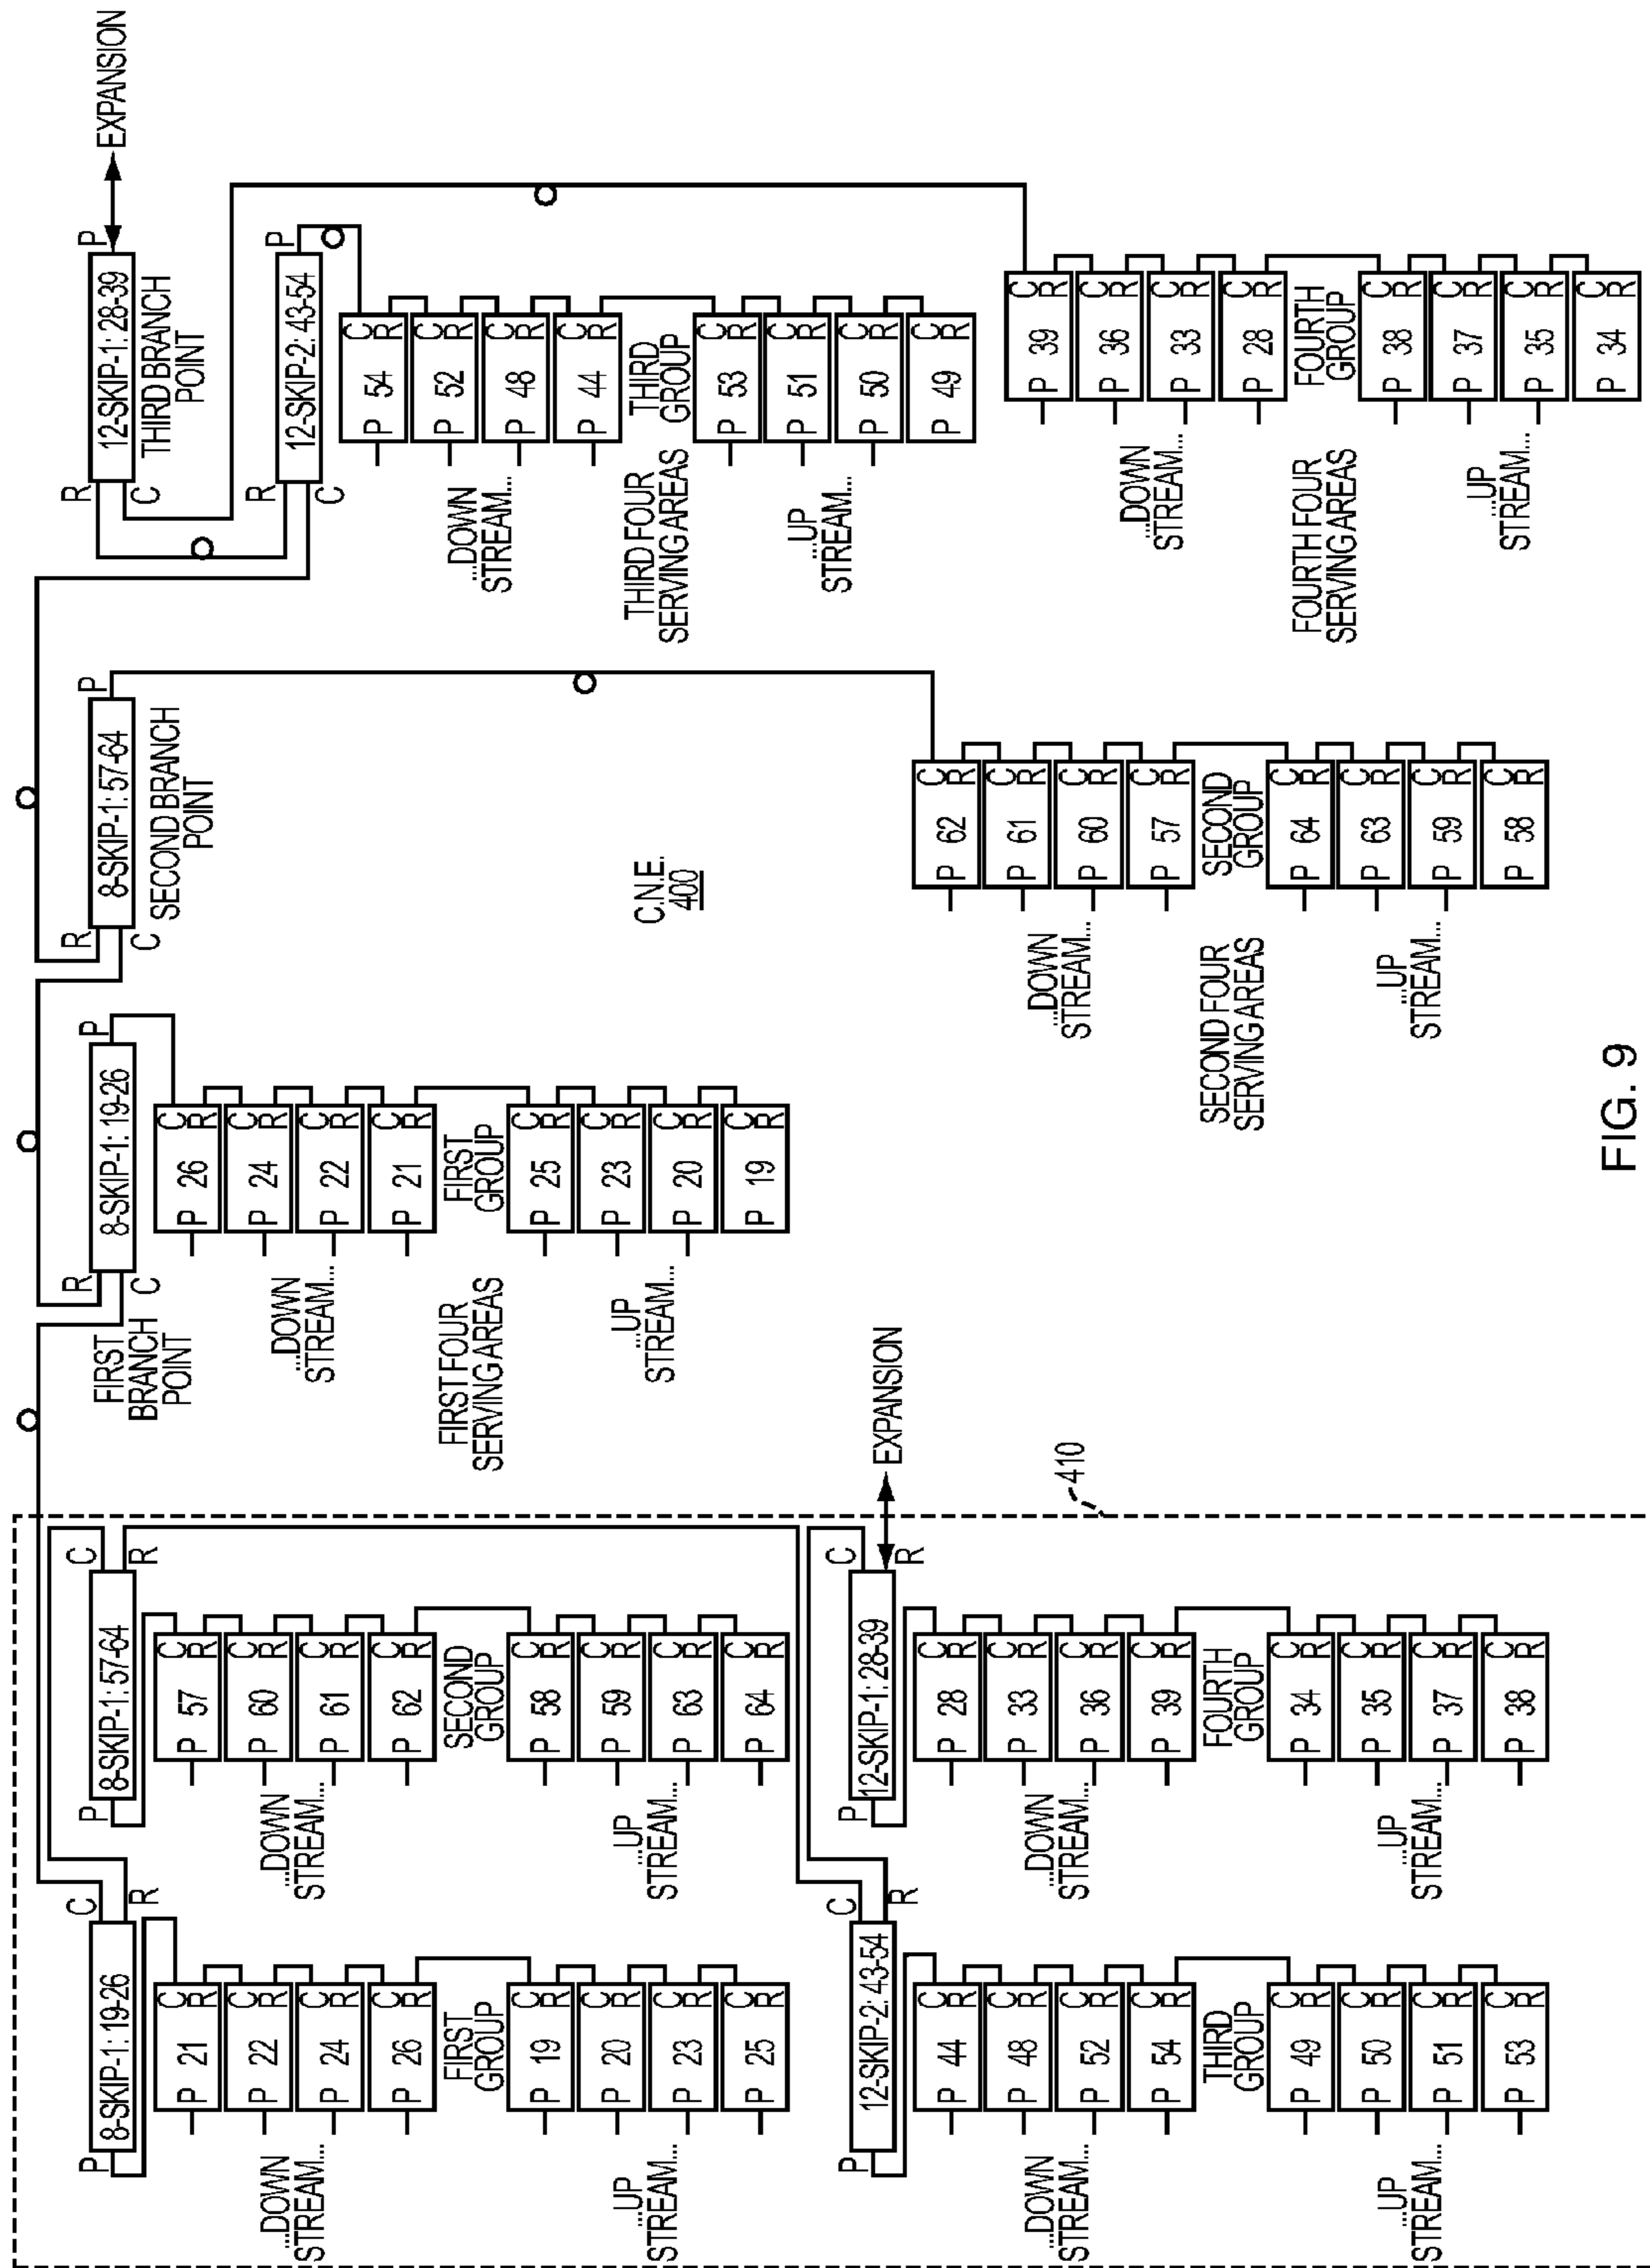 8-SKIP-1: 19-26
P
C
R
P 21 C R
P 22 C R
P 24 C R
P 26 C R
...DOWN
STREAM...
FIRST
GROUP
P 19 C R
P 20 C R
P 23 C R
P 25 C R
...UP
STREAM...
8-SKIP-1: 57-64
P
C
R
P 57 C R
P 60 C R
P 61 C R
P 62 C R
...DOWN
STREAM...
SECOND
GROUP
P 58 C R
P 59 C R
P 63 C R
P 64 C R
...UP
STREAM...
12-SKIP-2: 43-54
P
C
R
P 44 C R
P 48 C R
P 52 C R
P 54 C R
...DOWN
STREAM...
THIRD
GROUP
P 49 C R
P 50 C R
P 51 C R
P 53 C R
...UP
STREAM...
12-SKIP-1: 28-39
P
C
R
EXPANSION
P 28 C R
P 33 C R
P 36 C R
P 39 C R
...DOWN
STREAM...
FOURTH
GROUP
P 34 C R
P 35 C R
P 37 C R
P 38 C R
...UP
STREAM...
410
FIRST
BRANCH
POINT
R
C
8-SKIP-1: 19-26
P
P 26 C R
P 24 C R
P 22 C R
P 21 C R
...DOWN
STREAM...
FIRST FOUR
SERVING AREAS
FIRST
GROUP
P 25 C R
P 23 C R
P 20 C R
P 19 C R
...UP
STREAM...
R
C
8-SKIP-1: 57-64
P
SECOND BRANCH
POINT
C.N.E.
400
P 62 C R
P 61 C R
P 60 C R
P 57 C R
...DOWN
STREAM...
SECOND FOUR
SERVING AREAS
SECOND
GROUP
P 64 C R
P 63 C R
P 59 C R
P 58 C R
...UP
STREAM...
R
C
12-SKIP-1: 28-39
P
EXPANSION
THIRD BRANCH
POINT
R
C
12-SKIP-2: 43-54
P
P 54 C R
P 52 C R
P 48 C R
P 44 C R
...DOWN
STREAM...
THIRD FOUR
SERVING AREAS
THIRD
GROUP
P 53 C R
P 51 C R
P 50 C R
P 49 C R
...UP
STREAM...
P 39 C R
P 36 C R
P 33 C R
P 28 C R
...DOWN
STREAM...
FOURTH FOUR
SERVING AREAS
FOURTH
GROUP
P 38 C R
P 37 C R
P 35 C R
P 34 C R
...UP
STREAM...
FIG. 9